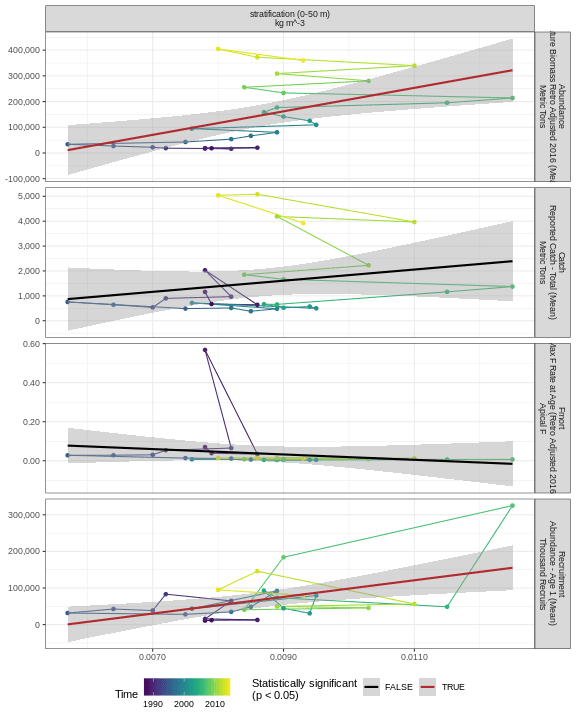 stratification (0-50 m)
kg m^-3
400,000
300,000
200,000
100,000
0
-100,000
Abundance
ture Biomass Retro Adjusted 2016 (Me
Metric Tons
5,000
4,000
3,000
2,000
1,000
0
Catch
Reported Catch - Total (Mean)
Metric Tons
0.60
0.40
0.20
0.00
Fmort
Max F Rate at Age (Retro Adjusted 2016
Apical F
300,000
200,000
100,000
0
Recruitment
Abundance - Age 1 (Mean)
Thousand Recruits
0.0070 0.0090 0.0110
Time
1990 2000 2010
Statistically significant
(p < 0.05)
FALSE TRUE